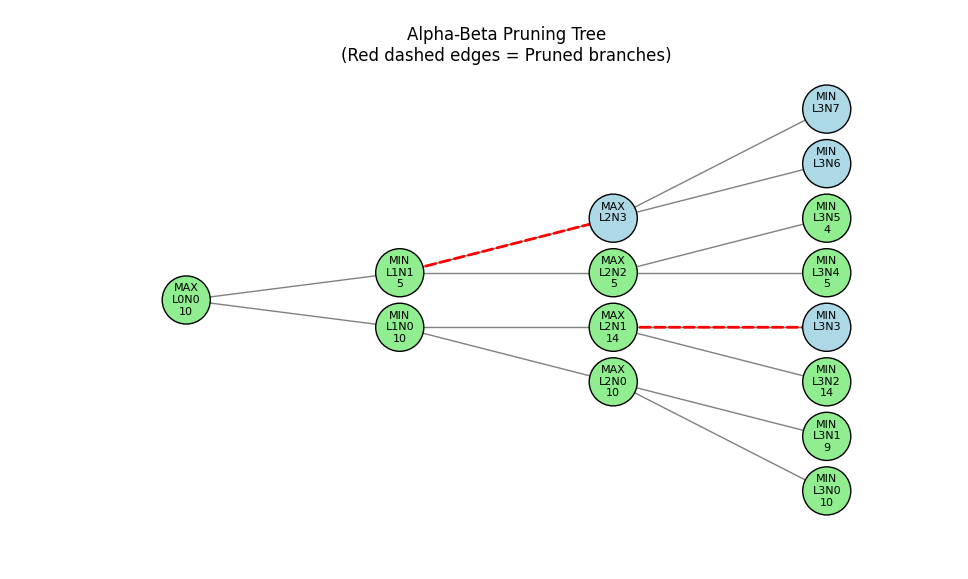 Alpha-Beta Pruning Tree
(Red dashed edges = Pruned branches)
MAX
L0N0
10
MIN
L1N1
5
MIN
L1N0
10
MAX
L2N3
MAX
L2N2
5
MAX
L2N1
14
MAX
L2N0
10
MIN
L3N7
MIN
L3N6
MIN
L3N5
4
MIN
L3N4
5
MIN
L3N3
MIN
L3N2
14
MIN
L3N1
9
MIN
L3N0
10